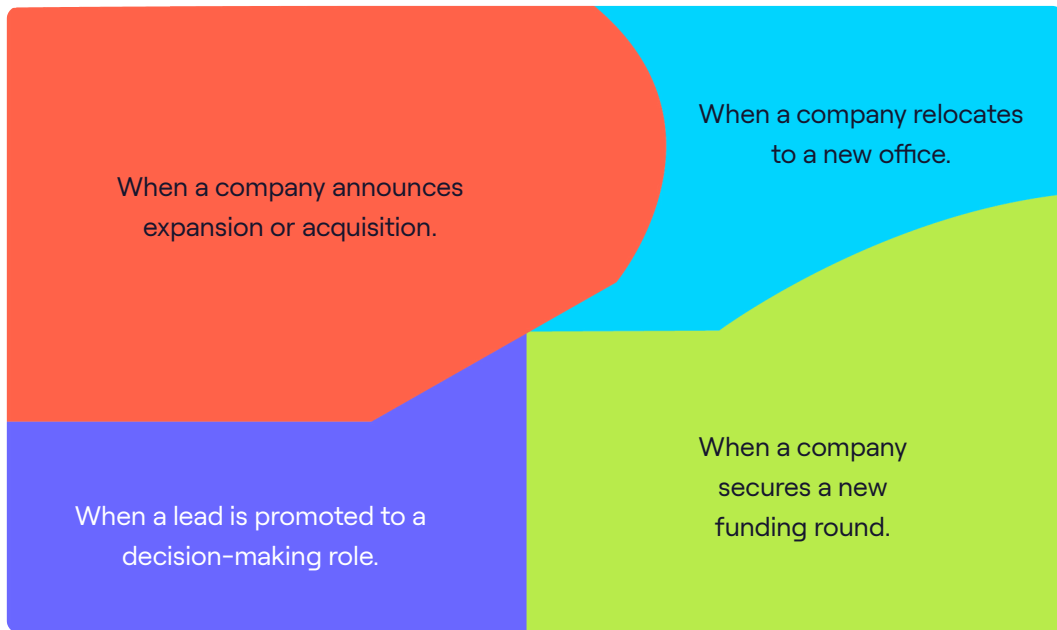 When a company announces
expansion or acquisition.
When a company relocates
to a new office.
When a lead is promoted to a
decision-making role.
When a company
secures a new
funding round.